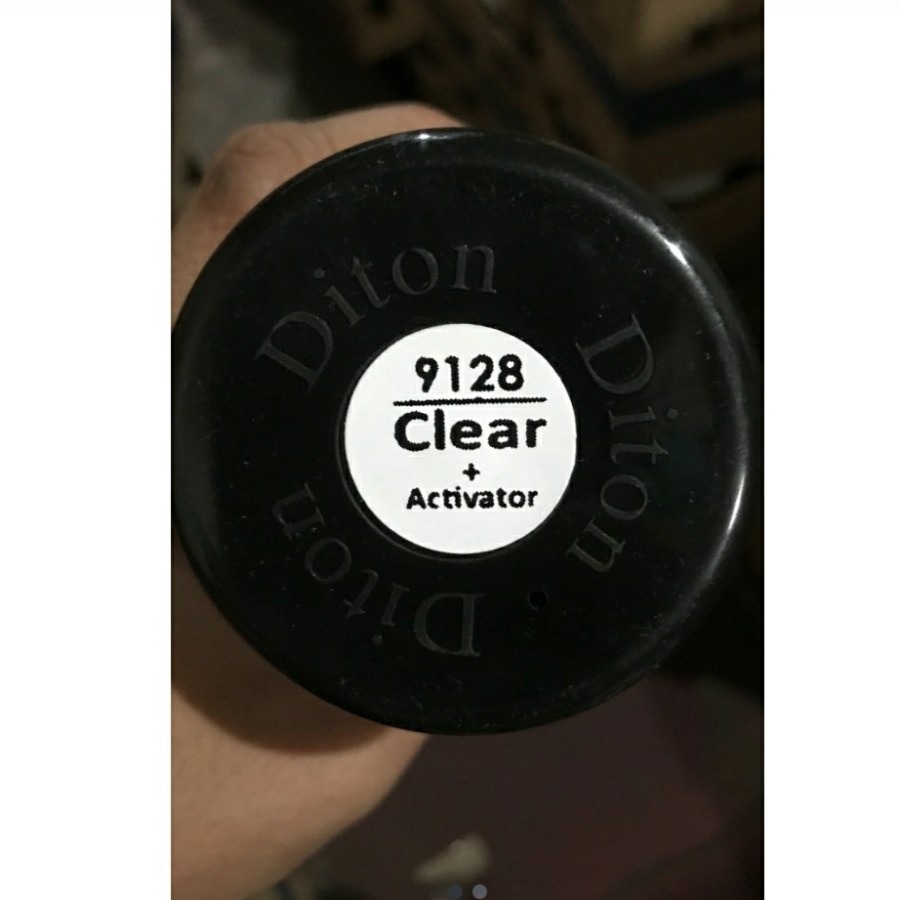 Diton
Diton
Diton
9128
Clear
+
Activator